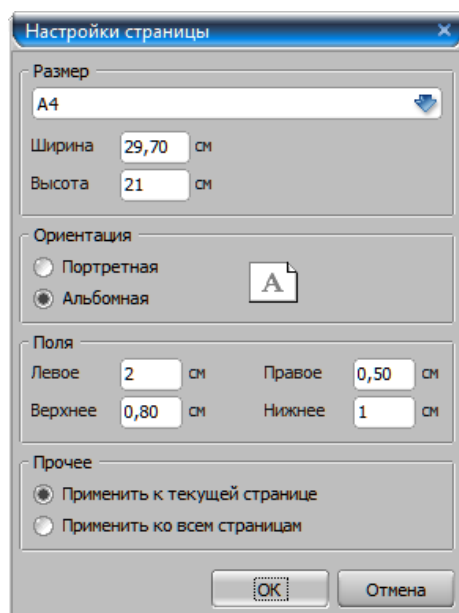 Настройки страницы
Размер
A4
Ширина 29,70 см
Высота 21 см
Ориентация
Портретная
A
Альбомная
Поля
Левое 2 см Правое 0,50 см
Верхнее 0,80 см Нижнее 1 см
Прочее
Применить к текущей странице
Применить ко всем страницам
OK Отмена